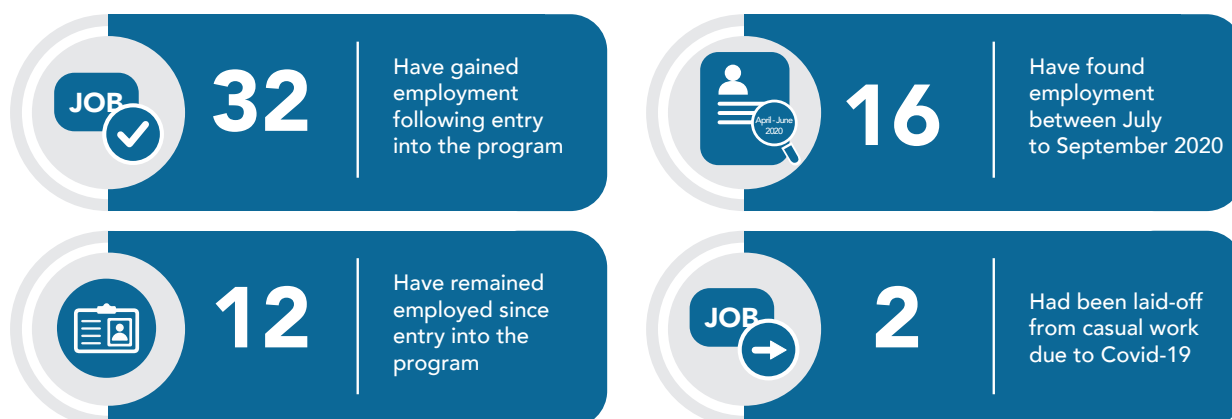 JOB
32
Have gained
employment
following entry
into the program
April - June
2020
16
Have found
employment
between July
to September 2020
12
Have remained
employed since
entry into the
program
JOB
2
Had been laid-off
from casual work
due to Covid-19